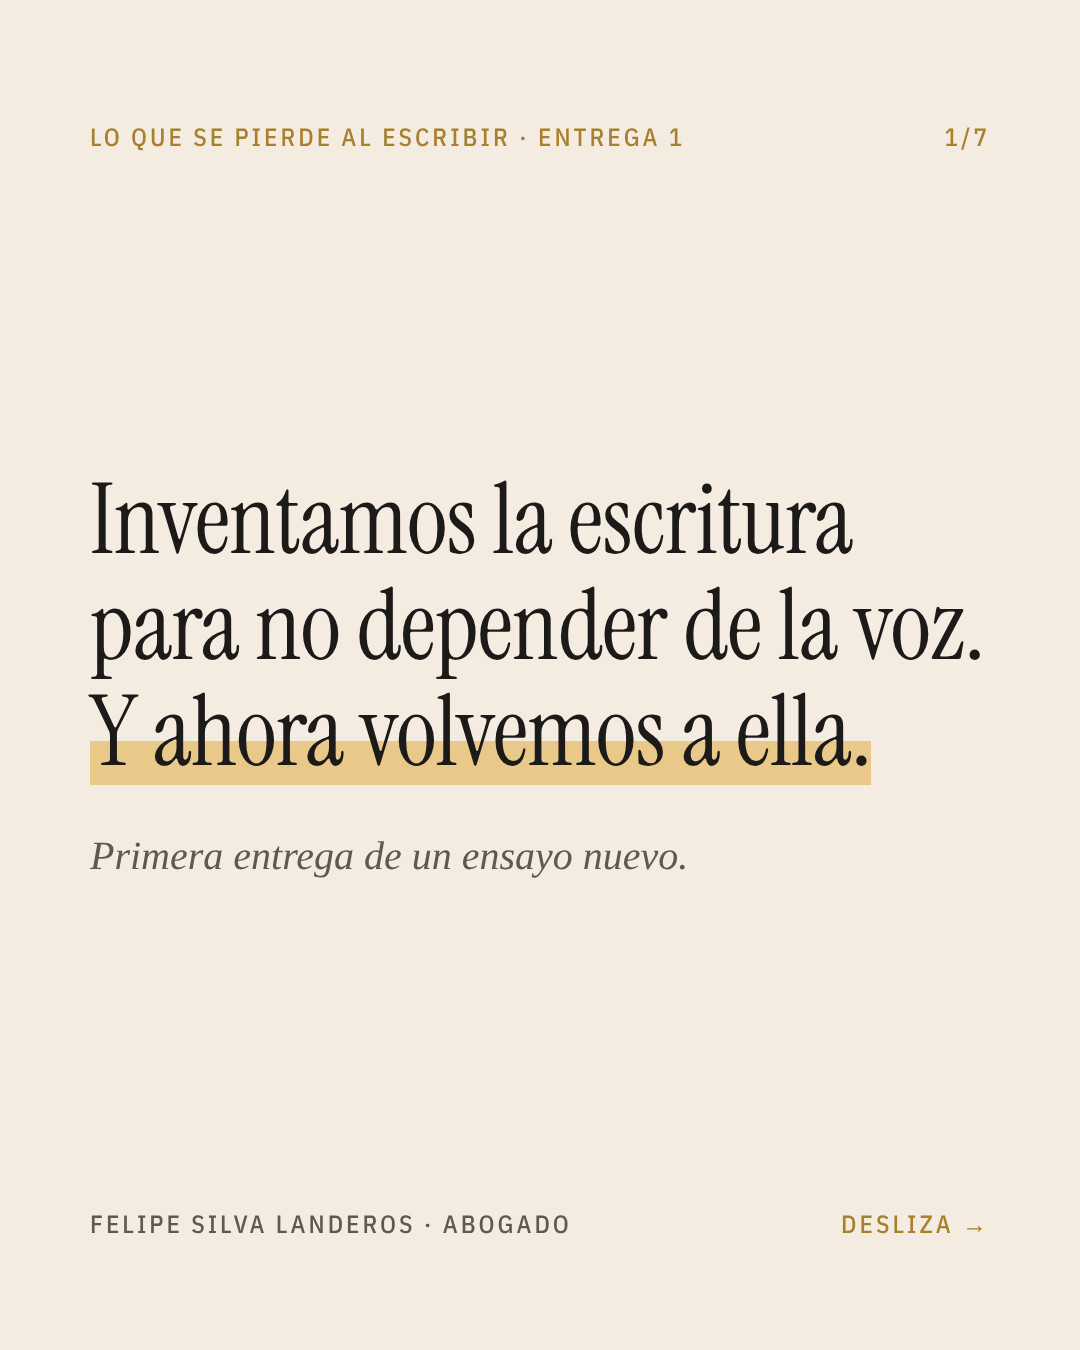 LO QUE SE PIERDE AL ESCRIBIR · ENTREGA 1
1/7
Inventamos la escritura
para no depender de la voz.
Y ahora volvemos a ella.
Primera entrega de un ensayo nuevo.
FELIPE SILVA LANDEROS · ABOGADO
DESLIZA →